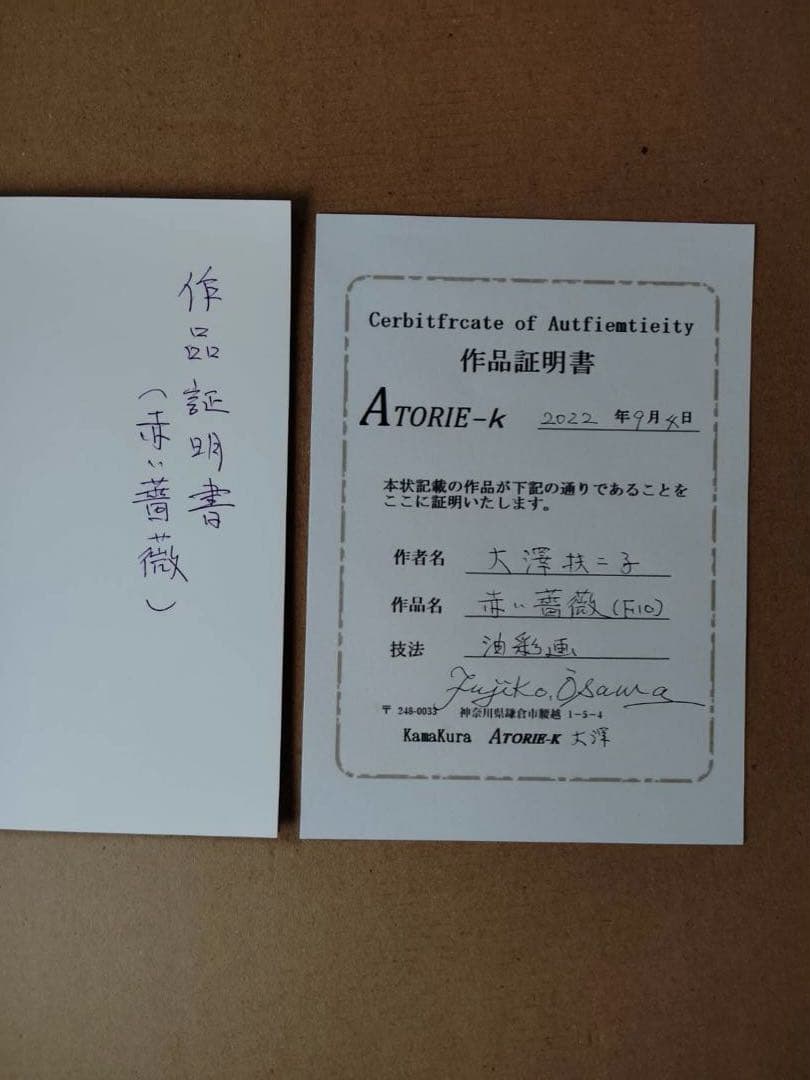 作品証明書
(赤い薔薇)
Cerbitfrcate of Autfiemtieity
作品証明書
ATORIE-k 2022 年9月4日
本状記載の作品が下記の通りであることを
ここに証明いたします。
作者名 大澤扶二子
作品名 赤い薔薇(F10)
技法 油彩画
Fujiko.Ōsawa
〒248-0033 神奈川県鎌倉市腰越 1-5-4
KamaKura ATORIE-K 大澤